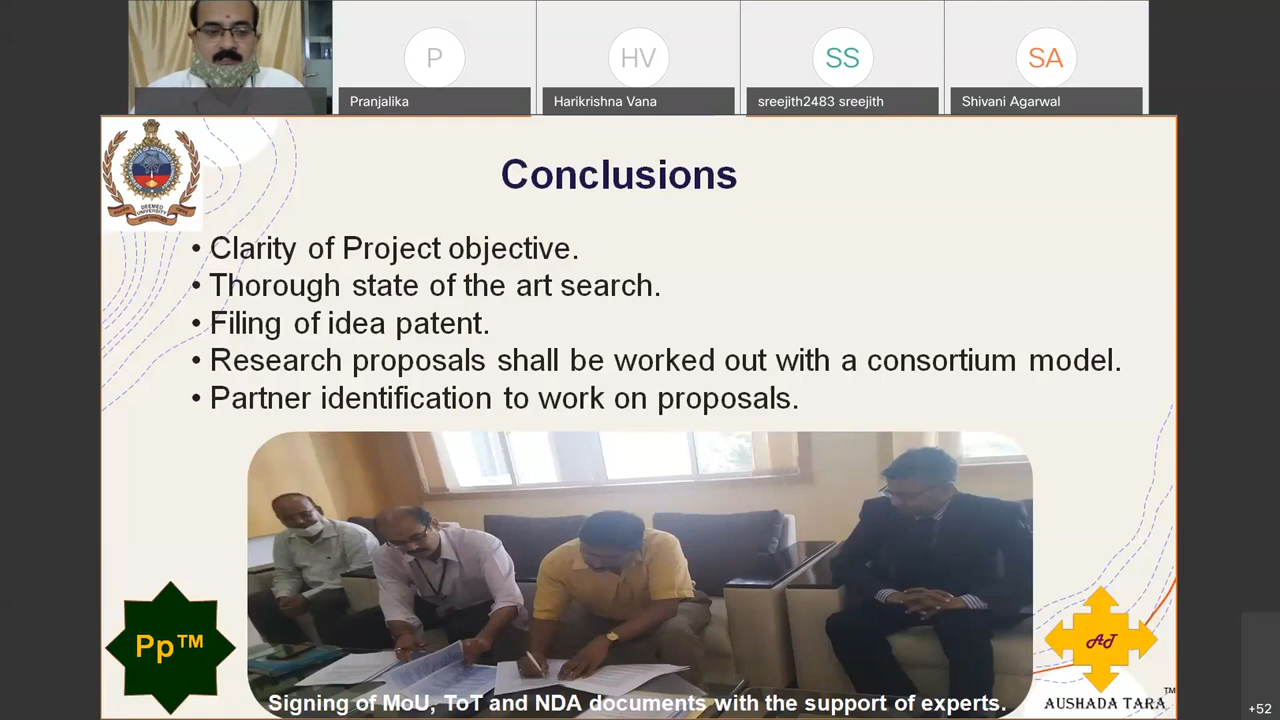 P
HV
SS
SA
Pranjalika
Harikrishna Vana
sreejith2483 sreejith
Shivani Agarwal
DEEMED
UNIVERSITY
Conclusions
• Clarity of Project objective.
• Thorough state of the art search.
• Filing of idea patent.
• Research proposals shall be worked out with a consortium model.
• Partner identification to work on proposals.
Pp™
AT
Signing of MoU, ToT and NDA documents with the support of experts.
AUSHADA TARA™
+52